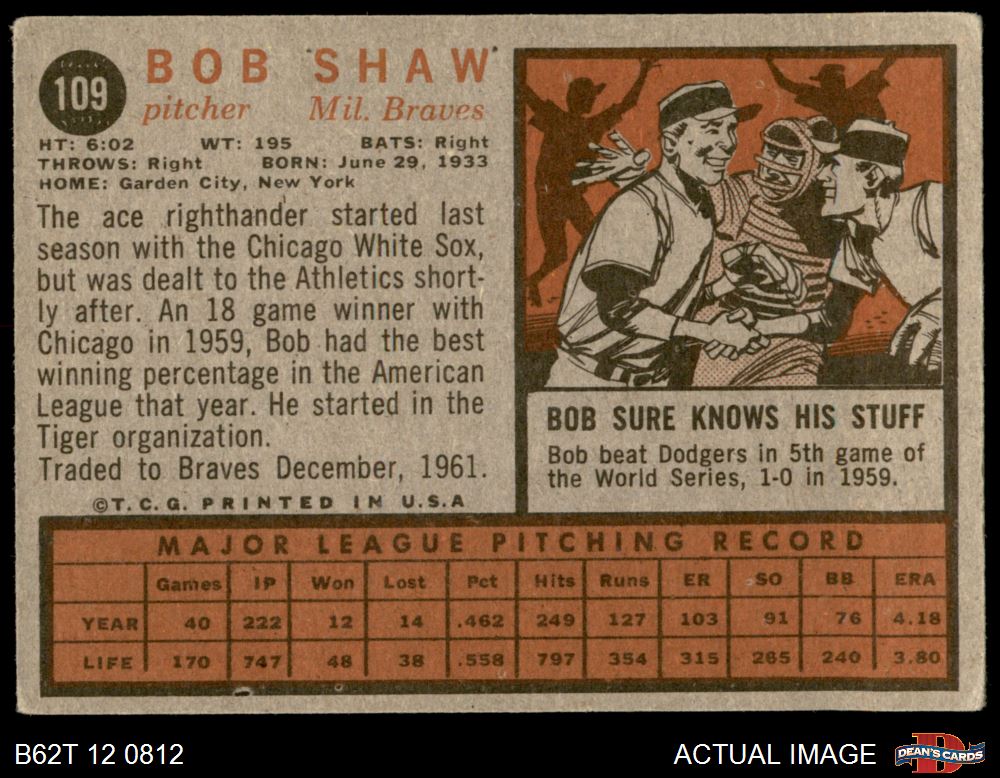 109
BOB SHAW
pitcher Mil. Braves
HT: 6:02 WT: 195 BATS: Right
THROWS: Right BORN: June 29, 1933
HOME: Garden City, New York
The ace righthander started last
season with the Chicago White Sox,
but was dealt to the Athletics short-
ly after. An 18 game winner with
Chicago in 1959, Bob had the best
winning percentage in the American
League that year. He started in the
Tiger organization.
Traded to Braves December, 1961.
©T.C.G. PRINTED IN U.S.A
BOB SURE KNOWS HIS STUFF
Bob beat Dodgers in 5th game of
the World Series, 1-0 in 1959.
MAJOR LEAGUE PITCHING RECORD
Games IP Won Lost Pct Hits Runs ER SO BB ERA
YEAR 40 222 12 14 .462 249 127 103 91 76 4.18
LIFE 170 747 48 38 .558 797 354 315 265 240 3.80
B62T 12 0812
ACTUAL IMAGE
DEAN'S CARDS